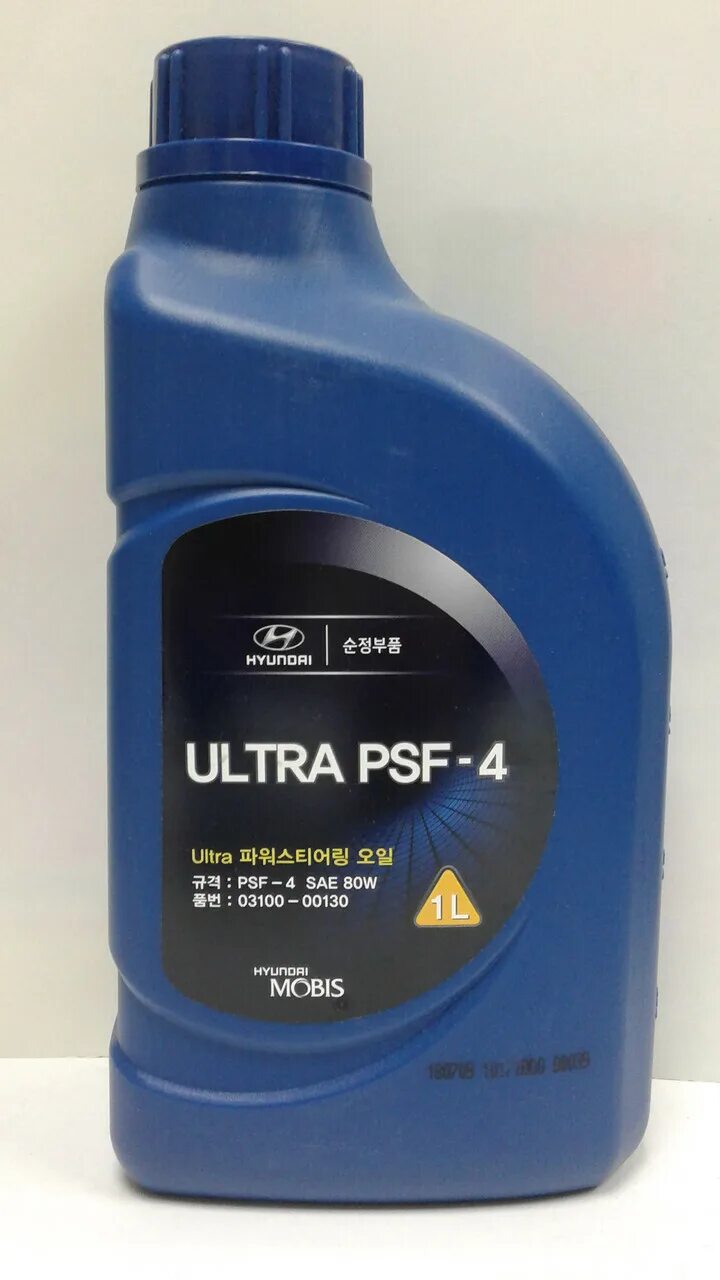 HYUNDAI 순정부품
ULTRA PSF-4
Ultra 파워스티어링 오일
규격 : PSF-4 SAE 80W
품번 : 03100-00130
1L
HYUNDAI
MOBIS